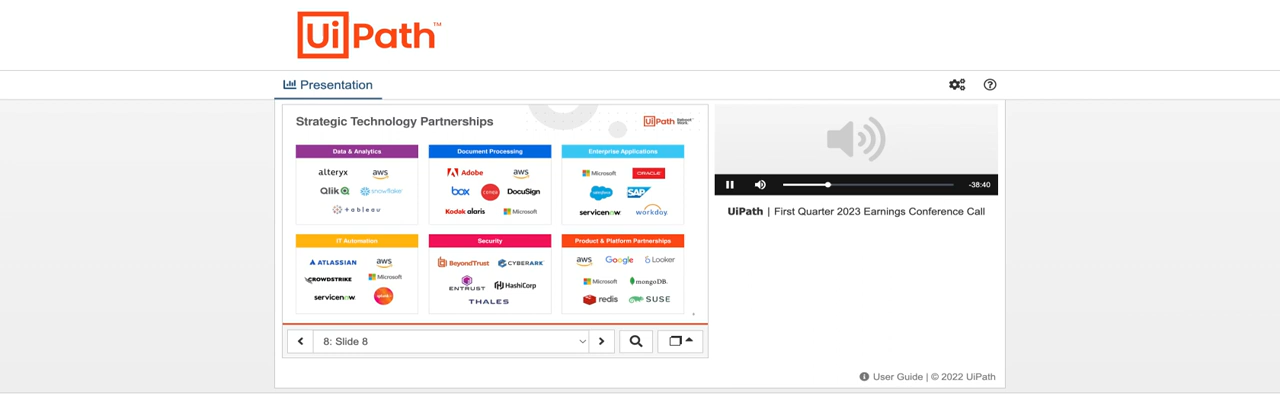 UiPath™
Presentation
Strategic Technology Partnerships
UiPath
Data & Analytics
alteryx aws
Qlik snowflake
+ableau
Document Processing
Adobe aws
box DocuSign
Kodak alaris Microsoft
Enterprise Applications
Microsoft ORACLE
salesforce SAP
servicenow workday
IT Automation
ATLASSIAN aws
CROWDSTRIKE Microsoft
servicenow splunk>
Security
BeyondTrust CYBERARK
ENTRUST HashiCorp
THALES
Product & Platform Partnerships
aws Google Looker
Microsoft mongoDB.
redis SUSE
8: Slide 8
-38:40
UiPath | First Quarter 2023 Earnings Conference Call
User Guide | © 2022 UiPath